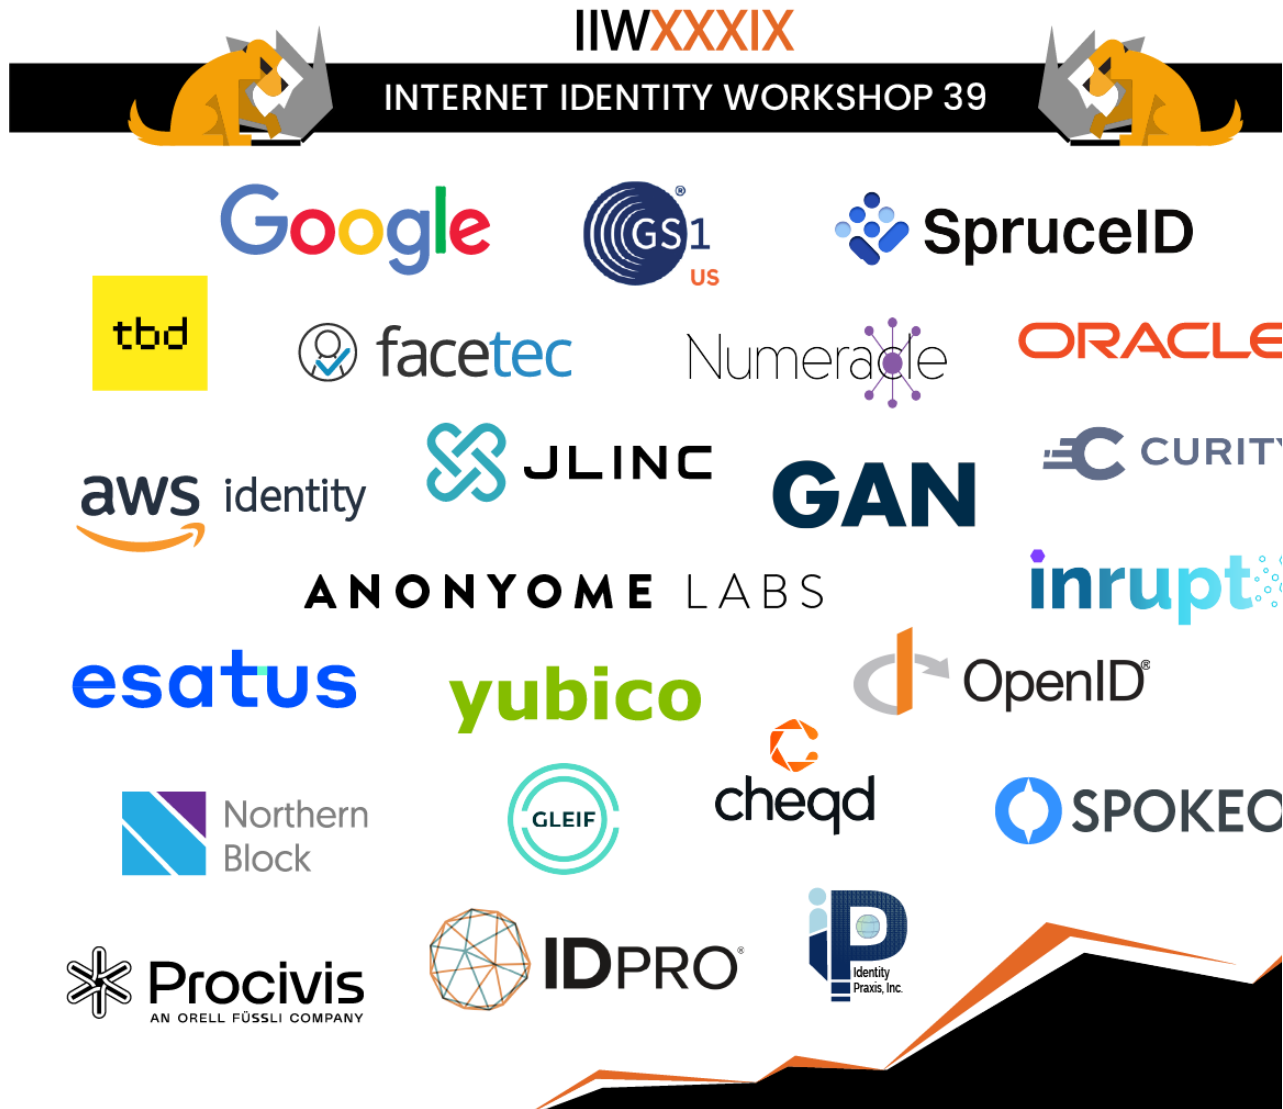 IIWXXXIX
INTERNET IDENTITY WORKSHOP 39
Google
GS1®
US
SpruceID
tbd
facetec
Numeracle
ORACLE
aws identity
JLINC
GAN
CURITY
ANONYOME LABS
inrupt
esatus
yubico
OpenID®
Northern
Block
GLEIF
cheqd
SPOKEO
Procivis
AN ORELL FÜSSLI COMPANY
IDPRO®
iP
Identity
Praxis, Inc.